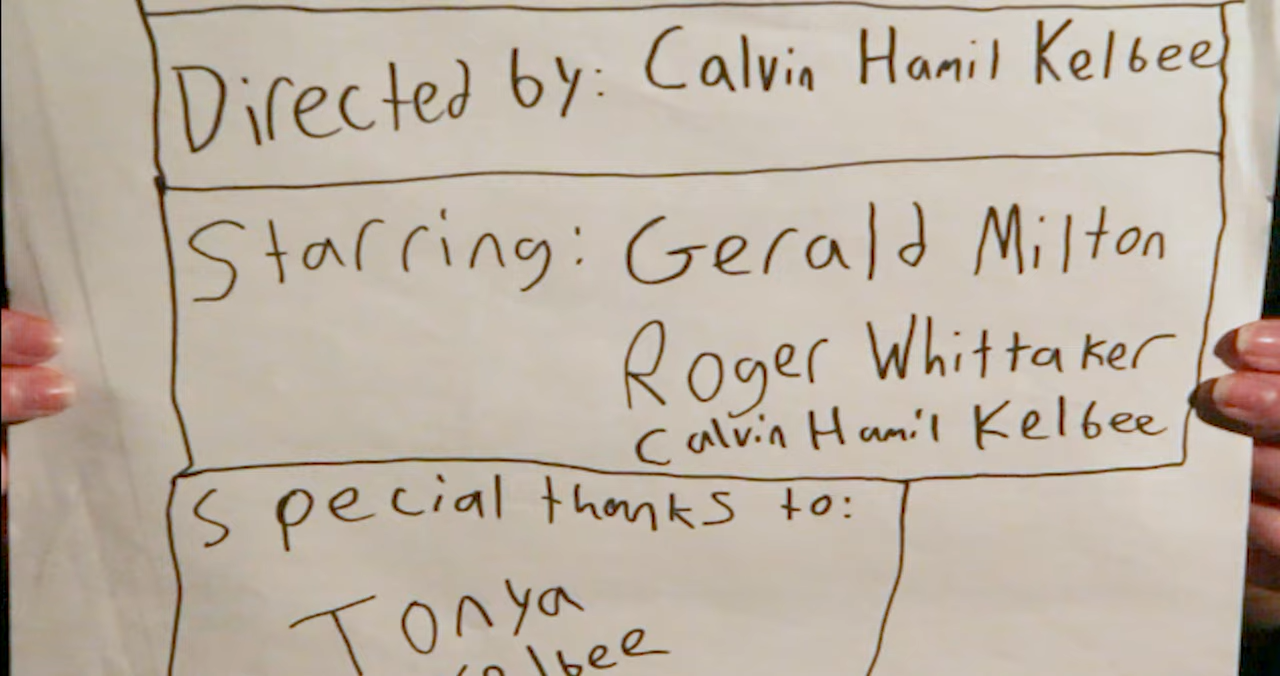 Directed by: Calvin Hamil Kelbee
Starring: Gerald Milton
Roger Whittaker
Calvin Hamil Kelbee
Special thanks to:
Tonya